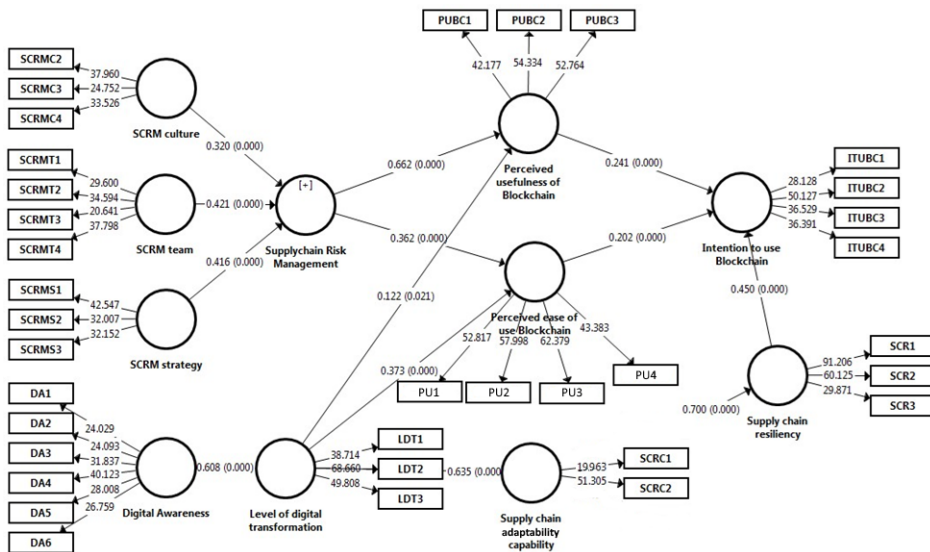 PUBC1
PUBC2
PUBC3
42.177
54.334
52.764
SCRMC2
SCRMC3
SCRMC4
37.960
24.752
33.526
SCRM culture
0.320 (0.000)
SCRMT1
SCRMT2
SCRMT3
SCRMT4
29.600
34.594
20.641
37.798
SCRM team
0.421 (0.000)
[+]
Supplychain Risk
Management
SCRMS1
SCRMS2
SCRMS3
42.547
32.007
32.152
SCRM strategy
0.416 (0.000)
0.662 (0.000)
0.362 (0.000)
Perceived
usefulness of
Blockchain
0.241 (0.000)
0.122 (0.021)
Perceived ease of
use Blockchain
0.202 (0.000)
0.373 (0.000)
52.817
57.998
62.379
43.383
PU1
PU2
PU3
PU4
Intention to use
Blockchain
28.128
50.127
36.529
36.391
ITUBC1
ITUBC2
ITUBC3
ITUBC4
0.450 (0.000)
0.700 (0.000)
Supply chain
resiliency
91.206
60.125
29.871
SCR1
SCR2
SCR3
DA1
DA2
DA3
DA4
DA5
DA6
24.029
24.093
31.837
40.123
28.008
26.759
Digital Awareness
0.608 (0.000)
Level of digital
transformation
38.714
68.660
49.808
LDT1
LDT2
LDT3
0.635 (0.000
Supply chain
adaptability
capability
19.963
51.305
SCRC1
SCRC2